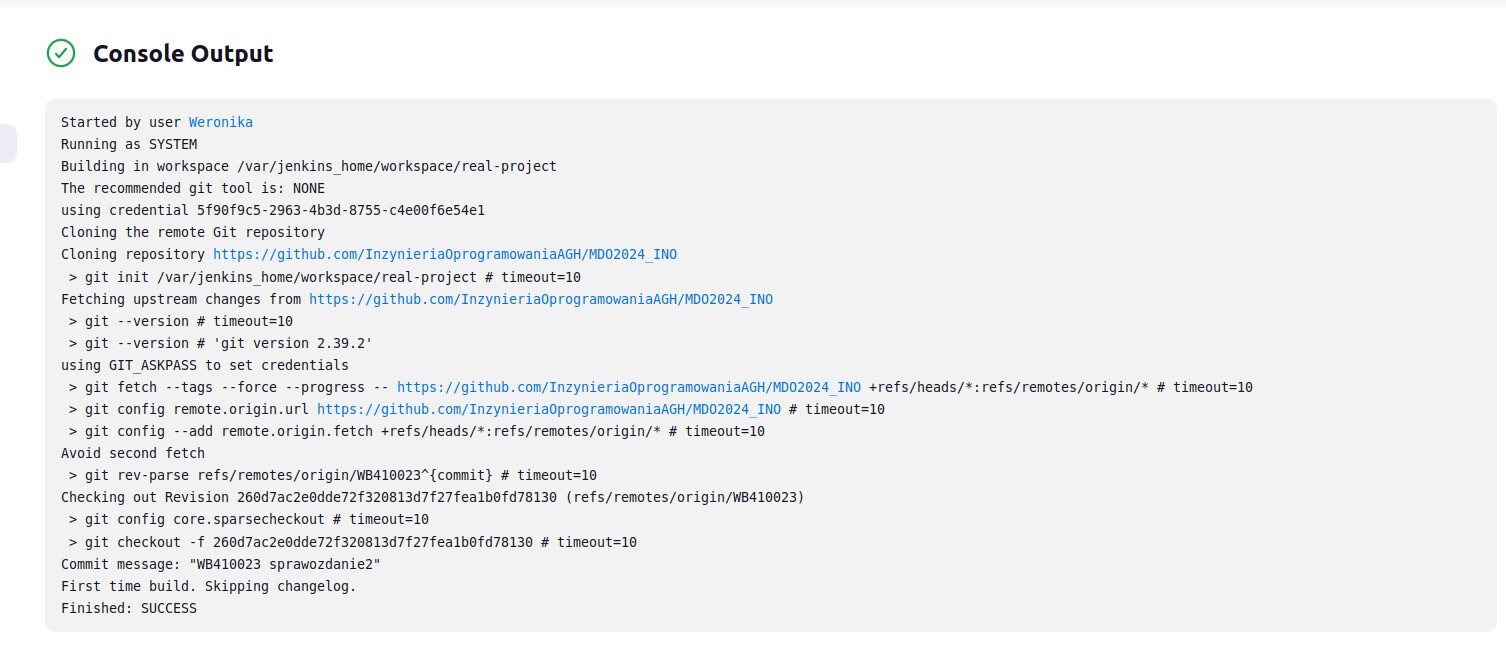 Console Output
Started by user Weronika
Running as SYSTEM
Building in workspace /var/jenkins_home/workspace/real-project
The recommended git tool is: NONE
using credential 5f90f9c5-2963-4b3d-8755-c4e00f6e54e1
Cloning the remote Git repository
Cloning repository https://github.com/InzynieriaOprogramowaniaAGH/MDO2024_INO
 > git init /var/jenkins_home/workspace/real-project # timeout=10
Fetching upstream changes from https://github.com/InzynieriaOprogramowaniaAGH/MDO2024_INO
 > git --version # timeout=10
 > git --version # 'git version 2.39.2'
using GIT_ASKPASS to set credentials
 > git fetch --tags --force --progress -- https://github.com/InzynieriaOprogramowaniaAGH/MDO2024_INO +refs/heads/*:refs/remotes/origin/* # timeout=10
 > git config remote.origin.url https://github.com/InzynieriaOprogramowaniaAGH/MDO2024_INO # timeout=10
 > git config --add remote.origin.fetch +refs/heads/*:refs/remotes/origin/* # timeout=10
Avoid second fetch
 > git rev-parse refs/remotes/origin/WB410023^{commit} # timeout=10
Checking out Revision 260d7ac2e0dde72f320813d7f27fea1b0fd78130 (refs/remotes/origin/WB410023)
 > git config core.sparsecheckout # timeout=10
 > git checkout -f 260d7ac2e0dde72f320813d7f27fea1b0fd78130 # timeout=10
Commit message: "WB410023 sprawozdanie2"
First time build. Skipping changelog.
Finished: SUCCESS